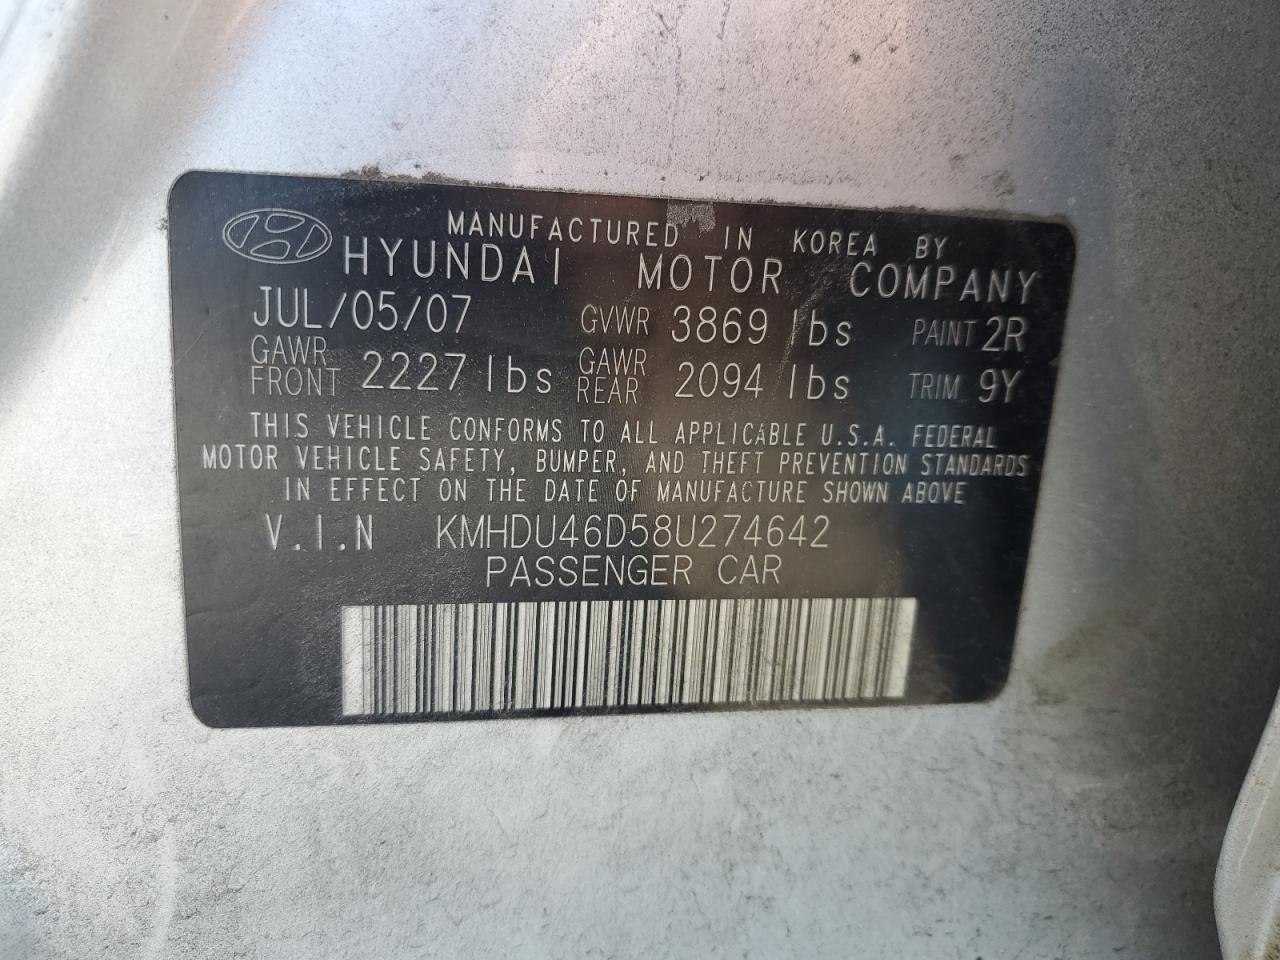 MANUFACTURED IN KOREA BY
HYUNDAI MOTOR COMPANY
JUL/05/07 GVWR 3869 lbs PAINT 2R
GAWR FRONT 2227 lbs GAWR REAR 2094 lbs TRIM 9Y
THIS VEHICLE CONFORMS TO ALL APPLICABLE U.S.A. FEDERAL
MOTOR VEHICLE SAFETY, BUMPER, AND THEFT PREVENTION STANDARDS
IN EFFECT ON THE DATE OF MANUFACTURE SHOWN ABOVE
V.I.N KMHDU46D58U274642
PASSENGER CAR